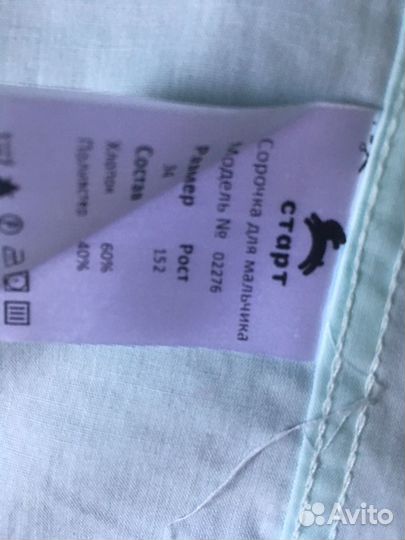 старт
Сорочка для мальчика
Модель № 02276
Размер Рост
34 152
Состав
Хлопок 60%
Полиэстер 40%
Avito